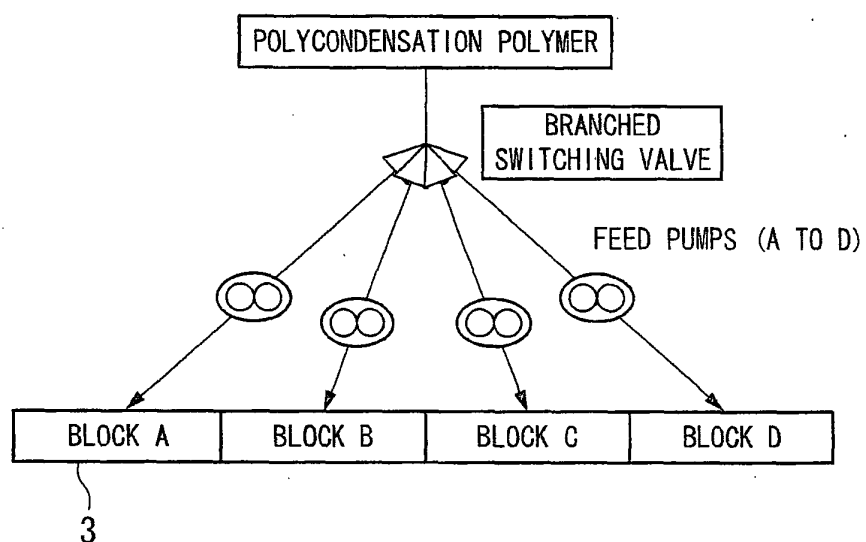 POLYCONDENSATION POLYMER
BRANCHED
SWITCHING VALVE
FEED PUMPS (A TO D)
BLOCK A BLOCK B BLOCK C BLOCK D
3